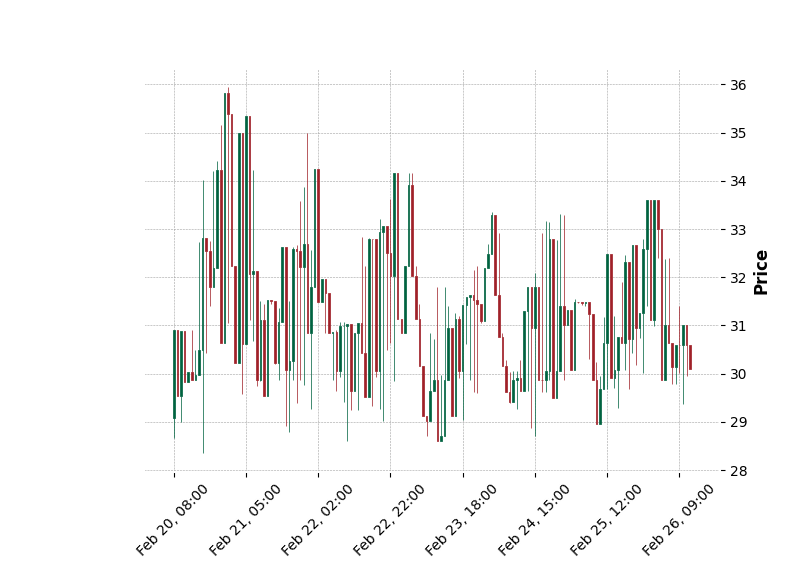 36
35
34
33
32
31
30
29
28
Price
Feb 20, 08:00
Feb 21, 05:00
Feb 22, 02:00
Feb 22, 22:00
Feb 23, 18:00
Feb 24, 15:00
Feb 25, 12:00
Feb 26, 09:00